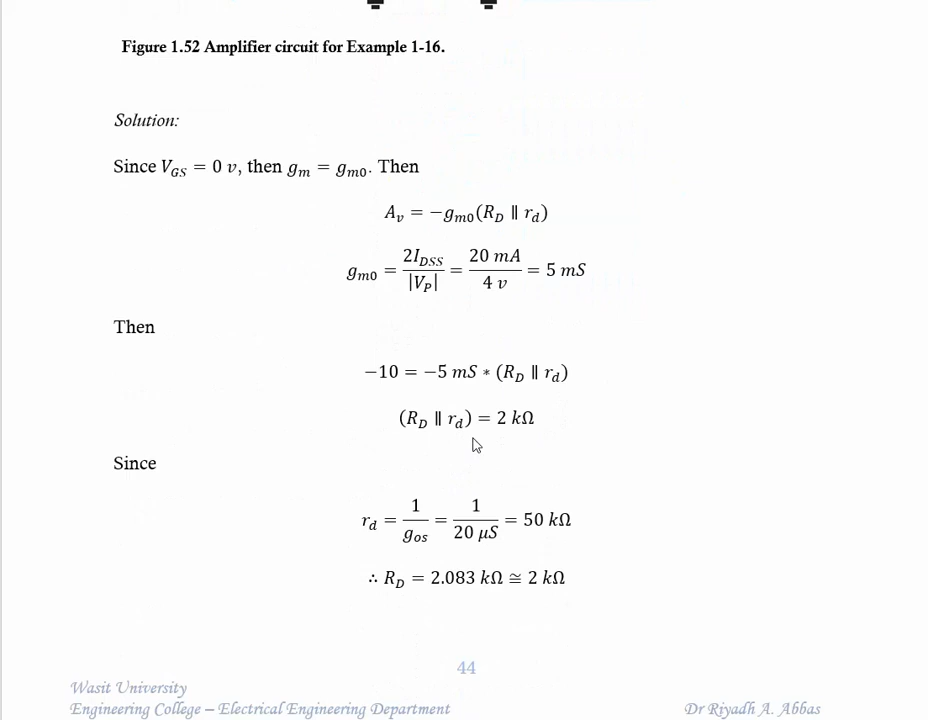 Figure 1.52 Amplifier circuit for Example 1-16.
Solution:
Since V_GS = 0 v, then g_m = g_m0. Then
A_v = −g_m0(R_D ∥ r_d)
g_m0 = 2I_DSS / |V_P| = 20 mA / 4 v = 5 mS
Then
−10 = −5 mS * (R_D ∥ r_d)
(R_D ∥ r_d) = 2 kΩ
Since
r_d = 1 / g_os = 1 / 20 μS = 50 kΩ
∴ R_D = 2.083 kΩ ≅ 2 kΩ
44
Wasit University
Engineering College – Electrical Engineering Department Dr Riyadh A. Abbas